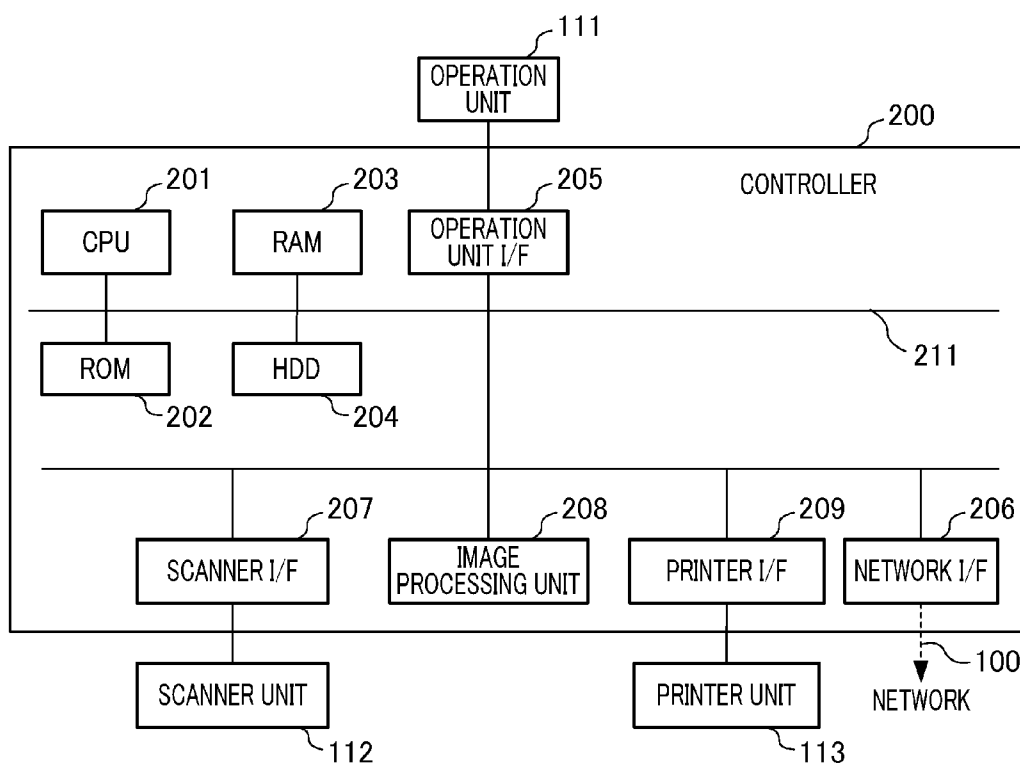 111
OPERATION
UNIT
200
CONTROLLER
201
203
205
CPU
RAM
OPERATION
UNIT I/F
211
ROM
HDD
202
204
207
208
209
206
SCANNER I/F
IMAGE
PROCESSING UNIT
PRINTER I/F
NETWORK I/F
100
SCANNER UNIT
PRINTER UNIT
NETWORK
112
113